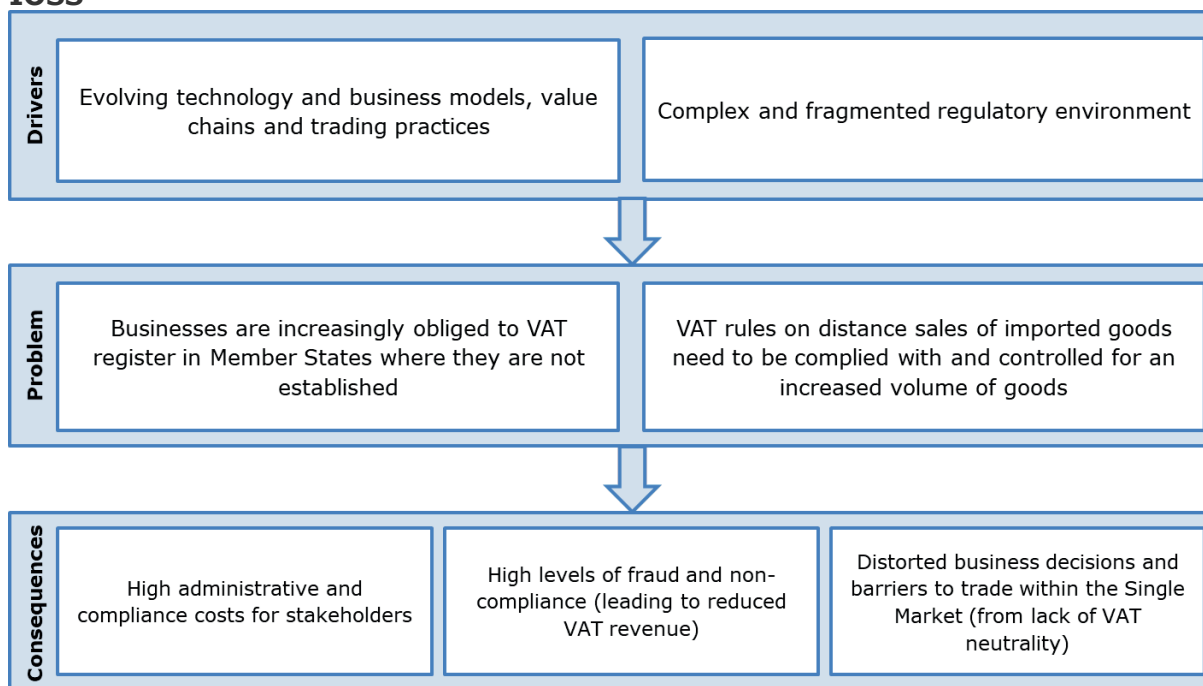 IOSS
Drivers
Evolving technology and business models, value
chains and trading practices
Complex and fragmented regulatory environment
Problem
Businesses are increasingly obliged to VAT
register in Member States where they are not
established
VAT rules on distance sales of imported goods
need to be complied with and controlled for an
increased volume of goods
Consequences
High administrative and
compliance costs for stakeholders
High levels of fraud and non-
compliance (leading to reduced
VAT revenue)
Distorted business decisions and
barriers to trade within the Single
Market (from lack of VAT
neutrality)